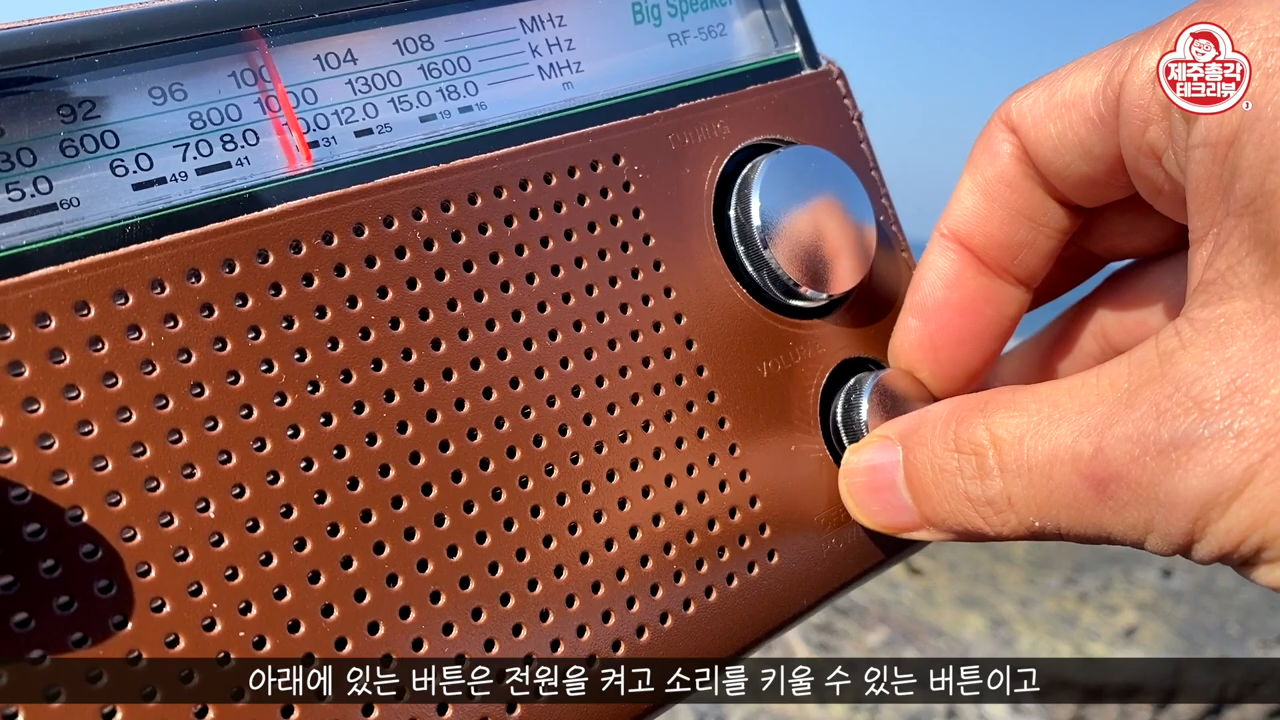 Big Speaker
RF-562
92 96 100 104 108 MHz
600 800 1000 1300 1600 kHz
5.0 6.0 7.0 8.0 10.0 12.0 15.0 18.0 MHz
60 49 41 31 25 19 16 m
TUNING
VOLUME
제주총각
테크리뷰
아래에 있는 버튼은 전원을 켜고 소리를 키울 수 있는 버튼이고